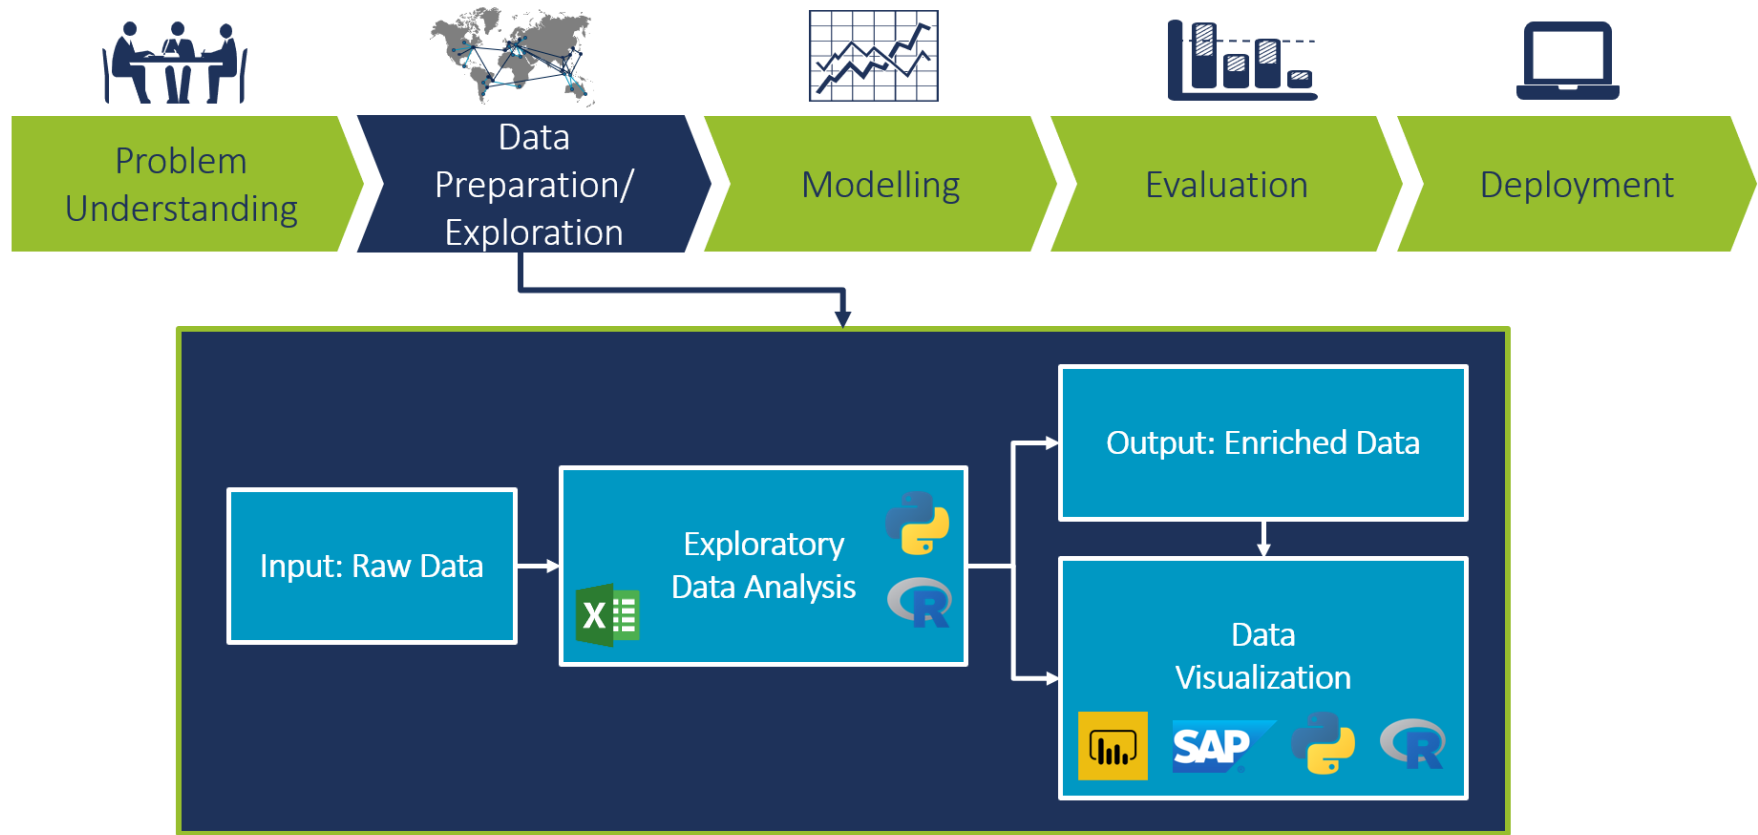 Problem
Understanding
Data
Preparation/
Exploration
Modelling
Evaluation
Deployment
Input: Raw Data
Exploratory
Data Analysis
X
R
Output: Enriched Data
Data
Visualization
SAP
R